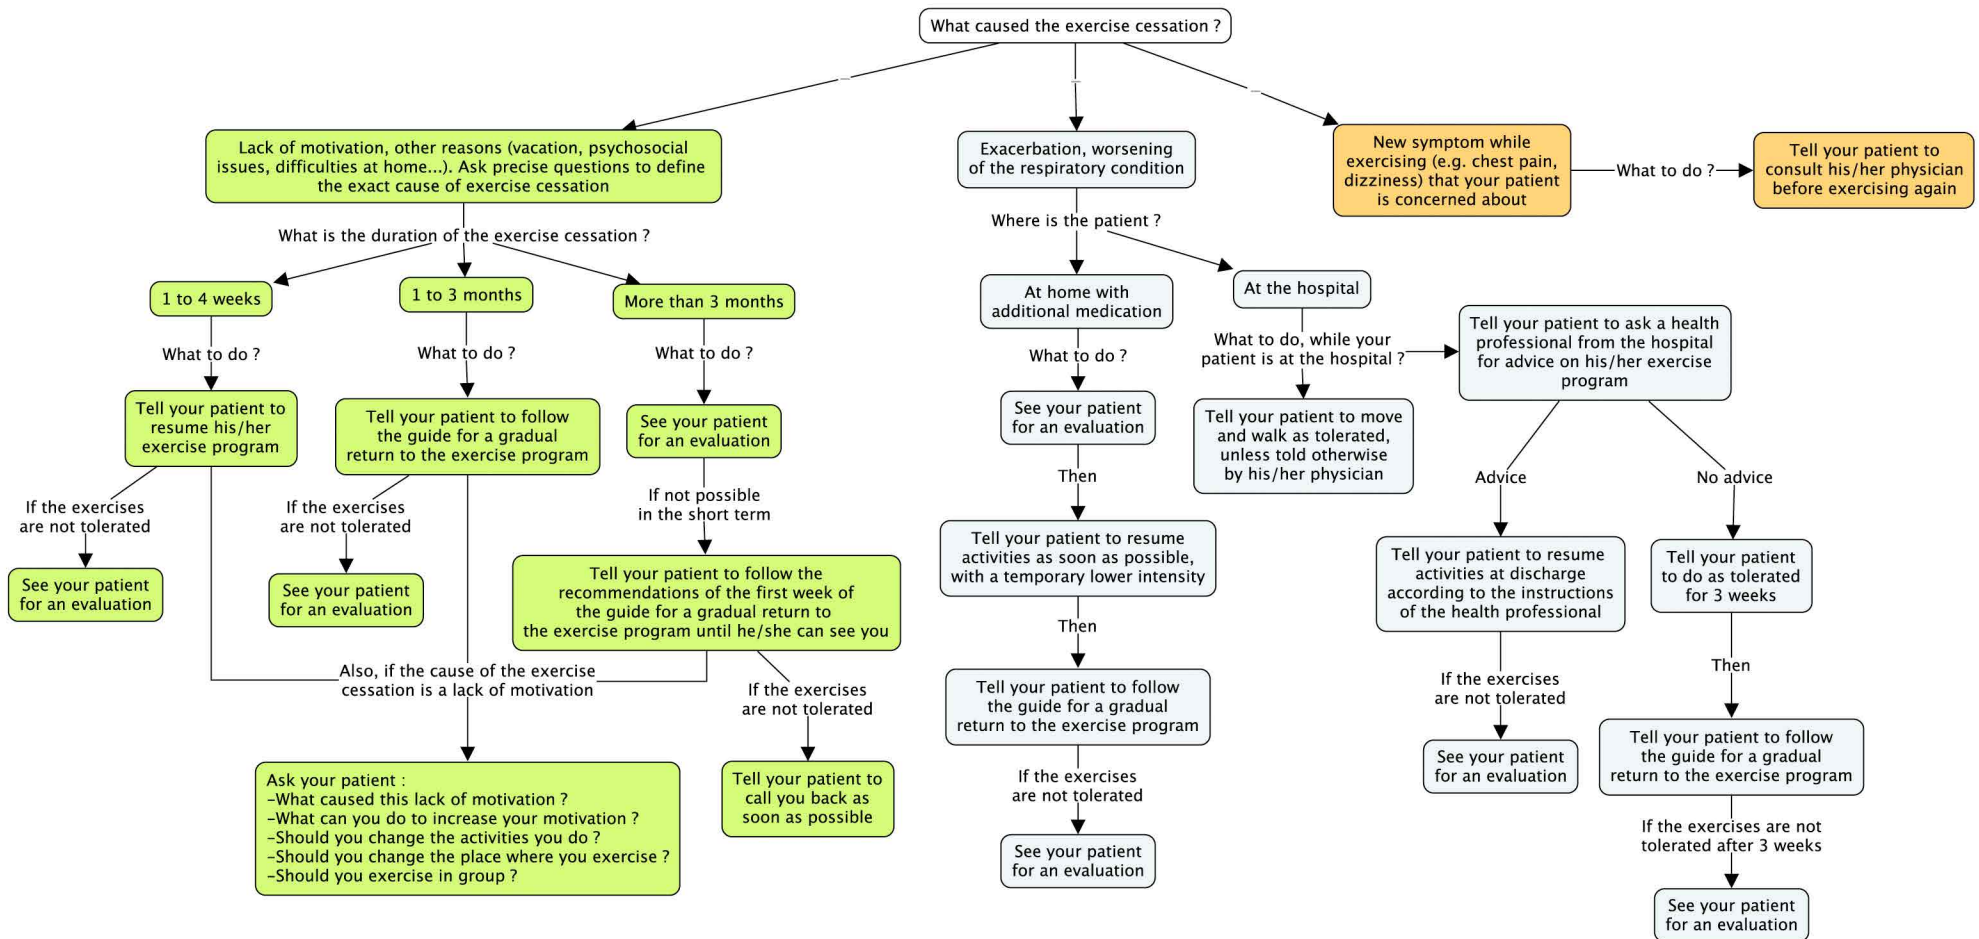 What caused the exercise cessation ?
Lack of motivation, other reasons (vacation, psychosocial
issues, difficulties at home...). Ask precise questions to define
the exact cause of exercise cessation
What is the duration of the exercise cessation ?
1 to 4 weeks
What to do ?
Tell your patient to
resume his/her
exercise program
If the exercises
are not tolerated
See your patient
for an evaluation
1 to 3 months
What to do ?
Tell your patient to follow
the guide for a gradual
return to the exercise program
If the exercises
are not tolerated
See your patient
for an evaluation
More than 3 months
What to do ?
See your patient
for an evaluation
If not possible
in the short term
Tell your patient to follow the
recommendations of the first week of
the guide for a gradual return to
the exercise program until he/she can see you
If the exercises
are not tolerated
Tell your patient to
call you back as
soon as possible
Also, if the cause of the exercise
cessation is a lack of motivation
Ask your patient :
-What caused this lack of motivation ?
-What can you do to increase your motivation ?
-Should you change the activities you do ?
-Should you change the place where you exercise ?
-Should you exercise in group ?
Exacerbation, worsening
of the respiratory condition
Where is the patient ?
At home with
additional medication
What to do ?
See your patient
for an evaluation
Then
Tell your patient to resume
activities as soon as possible,
with a temporary lower intensity
Then
Tell your patient to follow
the guide for a gradual
return to the exercise program
If the exercises
are not tolerated
See your patient
for an evaluation
At the hospital
What to do, while your
patient is at the hospital ?
Tell your patient to move
and walk as tolerated,
unless told otherwise
by his/her physician
Tell your patient to ask a health
professional from the hospital
for advice on his/her exercise
program
Advice
Tell your patient to resume
activities at discharge
according to the instructions
of the health professional
If the exercises
are not tolerated
See your patient
for an evaluation
No advice
Tell your patient
to do as tolerated
for 3 weeks
Then
Tell your patient to follow
the guide for a gradual
return to the exercise program
If the exercises are not
tolerated after 3 weeks
See your patient
for an evaluation
New symptom while
exercising (e.g. chest pain,
dizziness) that your patient
is concerned about
What to do ?
Tell your patient to
consult his/her physician
before exercising again